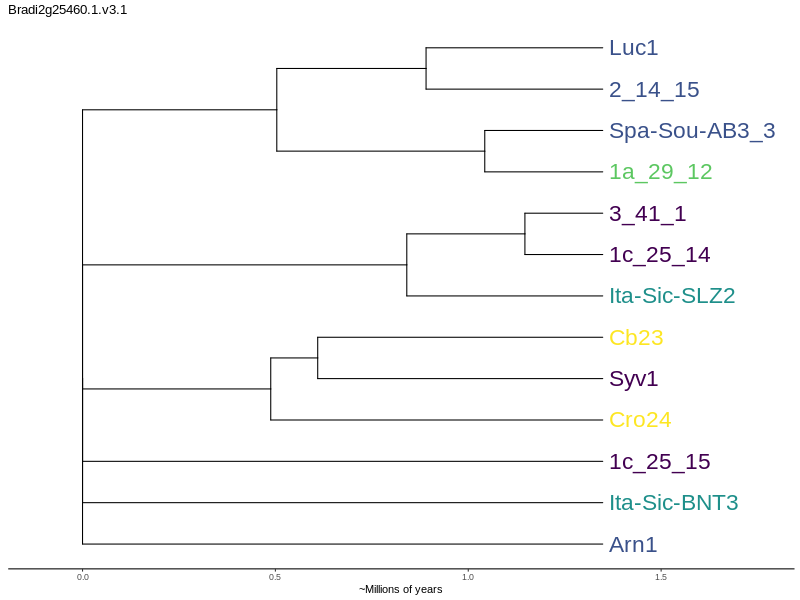 Bradi2g25460.1.v3.1
Luc1
2_14_15
Spa-Sou-AB3_3
1a_29_12
3_41_1
1c_25_14
Ita-Sic-SLZ2
Cb23
Syv1
Cro24
1c_25_15
Ita-Sic-BNT3
Arn1
0.0 0.5 1.0 1.5
~Millions of years